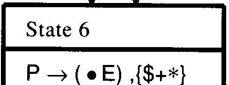 State 6
P → ( • E) ,{$+*}